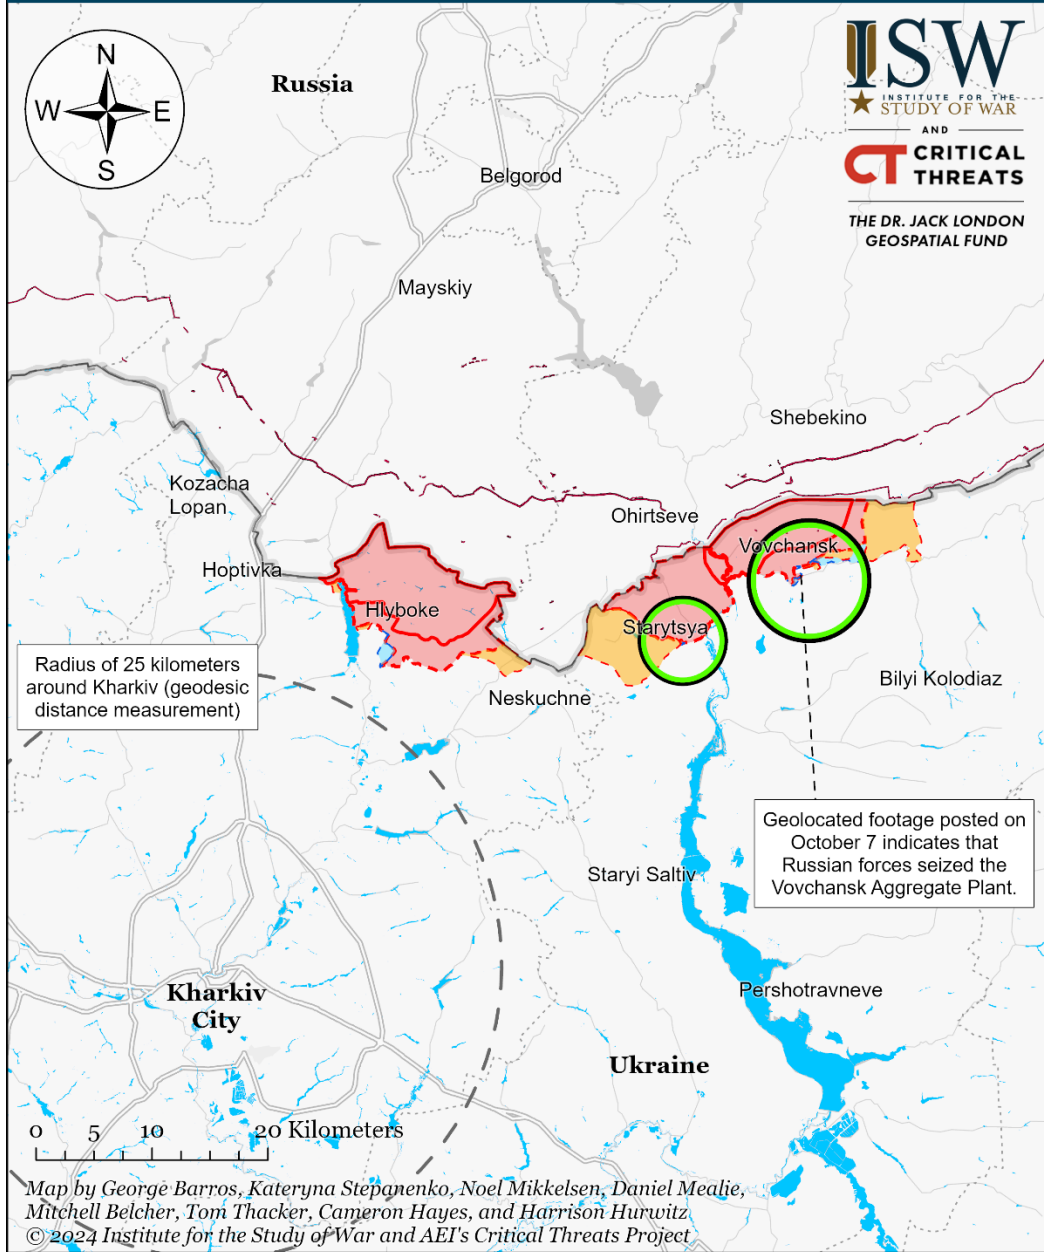 N
W
E
S
Russia
ISW
INSTITUTE FOR THE
STUDY OF WAR
AND
CT CRITICAL
THREATS
THE DR. JACK LONDON
GEOSPATIAL FUND
Belgorod
Mayskiy
Shebekino
Kozacha
Lopan
Ohirtseve
Vovchansk
Hoptivka
Hlyboke
Starytsya
Radius of 25 kilometers
around Kharkiv (geodesic
distance measurement)
Neskuchne
Bilyi Kolodiaz
Geolocated footage posted on
October 7 indicates that
Russian forces seized the
Vovchansk Aggregate Plant.
Staryi Saltiv
Kharkiv
City
Pershotravneve
Ukraine
0 5 10 20 Kilometers
Map by George Barros, Kateryna Stepanenko, Noel Mikkelsen, Daniel Mealie,
Mitchell Belcher, Tom Thacker, Cameron Hayes, and Harrison Hurwitz
© 2024 Institute for the Study of War and AEI's Critical Threats Project